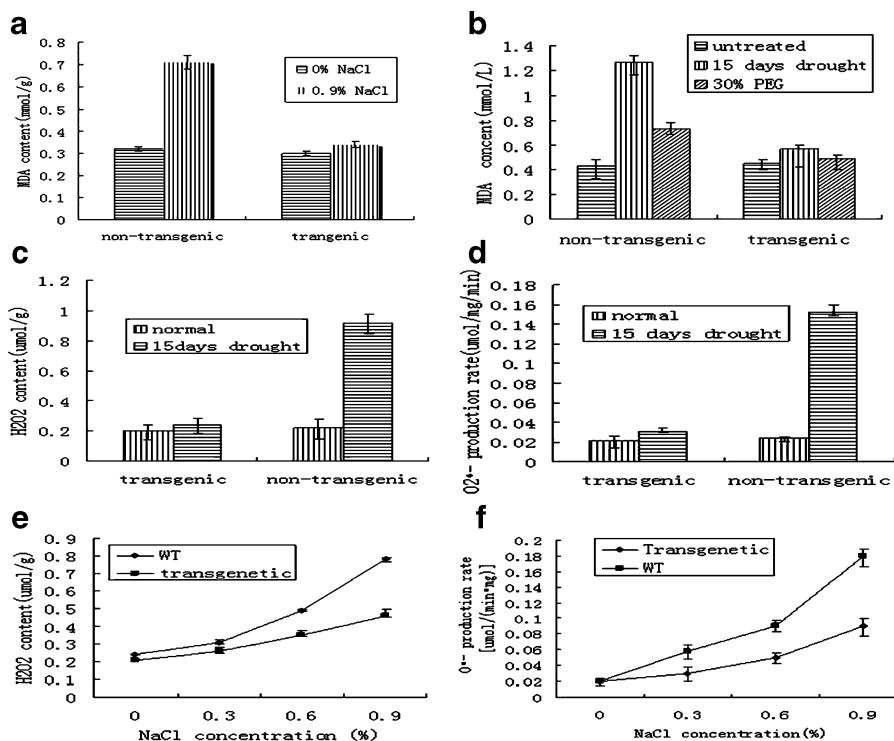 a
MDA content(mmol/g)
0.8
0.7
0.6
0.5
0.4
0.3
0.2
0.1
0
0% NaCl
0.9% NaCl
non-transgenic
trangenic
b
MDA concent(mmol/L)
1.4
1.2
1
0.8
0.6
0.4
0.2
0
untreated
15 days drought
30% PEG
non-transgenic
transgenic
c
H2O2 content(umol/g)
1.2
1
0.8
0.6
0.4
0.2
0
normal
15days drought
transgenic
non-transgenic
d
O2*- production rate(umol/mg/min)
0.18
0.16
0.14
0.12
0.1
0.08
0.06
0.04
0.02
0
normal
15 days drought
transgenic
non-transgenic
e
H2O2 content(umol/g)
0.9
0.8
0.7
0.6
0.5
0.4
0.3
0.2
0.1
0
WT
transgenetic
0
0.3
0.6
0.9
NaCl concentration (%)
f
O*- production rate
[umol/(min*mg)]
0.2
0.18
0.16
0.14
0.12
0.1
0.08
0.06
0.04
0.02
0
Transgenetic
WT
0
0.3
0.6
0.9
NaCl concentration(%)